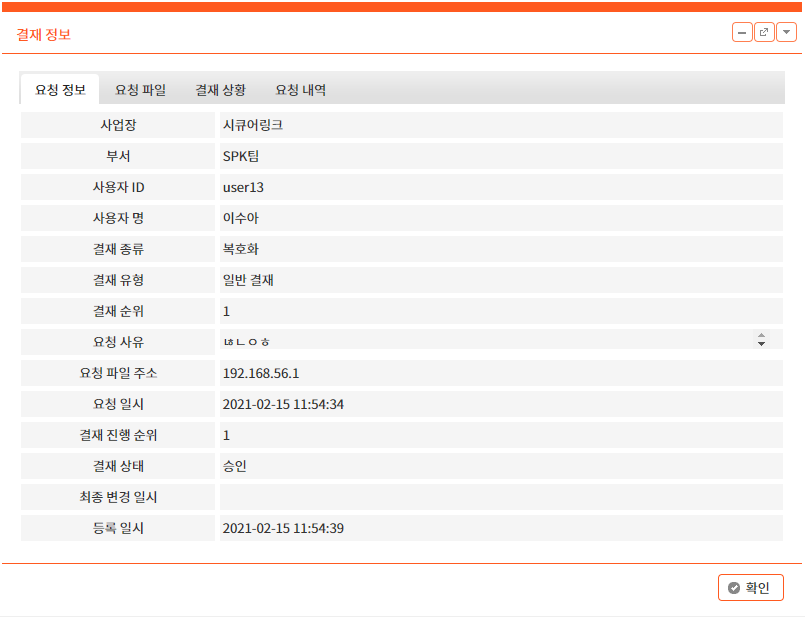 결재 정보
요청 정보 요청 파일 결재 상황 요청 내역
사업장 시큐어링크
부서 SPK팀
사용자 ID user13
사용자 명 이수아
결재 종류 복호화
결재 유형 일반 결재
결재 순위 1
요청 사유
요청 파일 주소 192.168.56.1
요청 일시 2021-02-15 11:54:34
결재 진행 순위 1
결재 상태 승인
최종 변경 일시
등록 일시 2021-02-15 11:54:39
확인